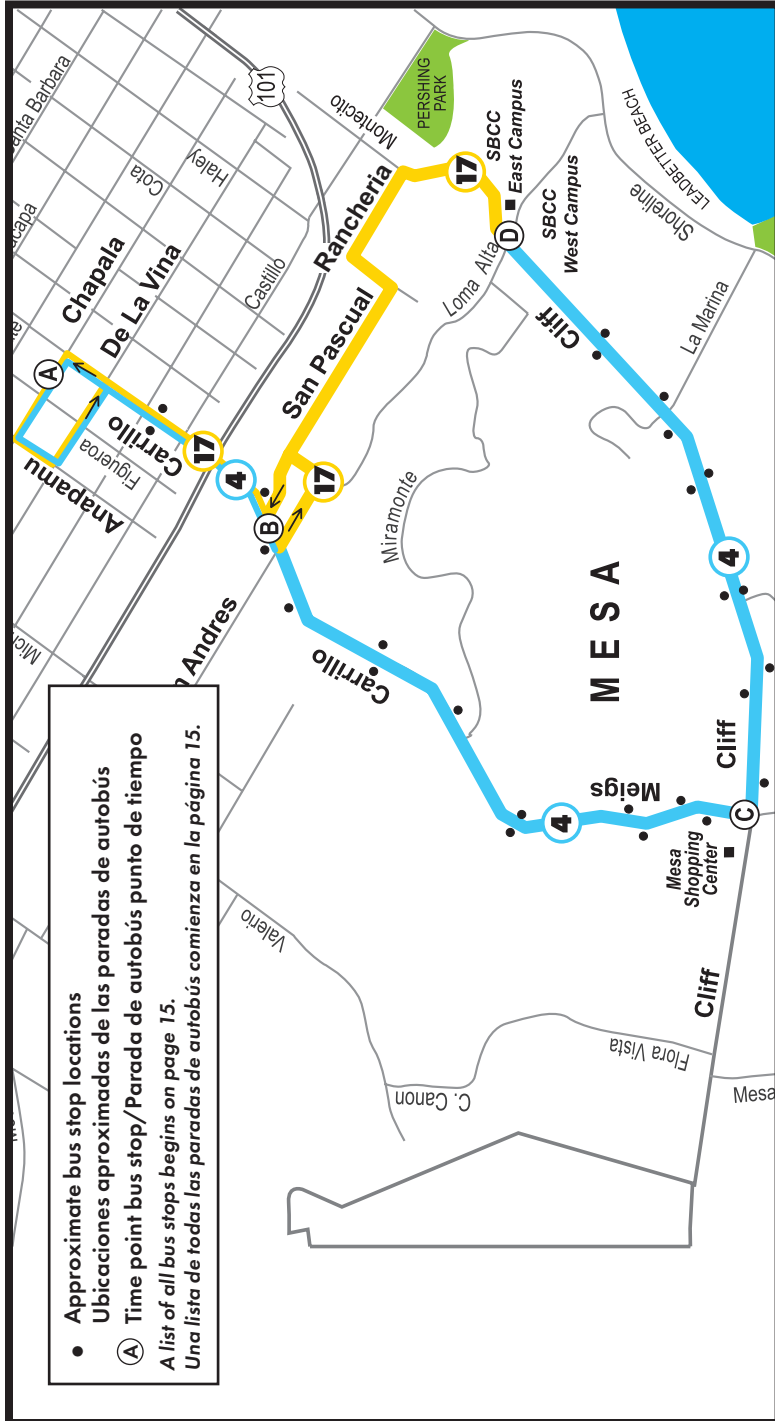 Approximate bus stop locations
Ubicaciones aproximadas de las paradas de autobús
A Time point bus stop/Parada de autobús punto de tiempo
A list of all bus stops begins on page 15.
Una lista de todas las paradas de autobús comienza en la página 15.
anta Barbara
101
Cota
Haley
acapa
Chapala
De La Vina
Castillo
Montecito
PERSHING
PARK
Rancheria
17
SBCC
East Campus
D
SBCC
West Campus
LEADBETTER BEACH
Shoreline
Loma Alta
San Pascual
A
Carrillo
Figueroa
Anapamu
17
4
B
17
Cliff
La Marina
Miramonte
n Andres
Mich
Carrillo
MESA
4
Cliff
Meigs
4
C
Mesa
Shopping
Center
Valerio
Cliff
Flora Vista
C. Canon
Mesa